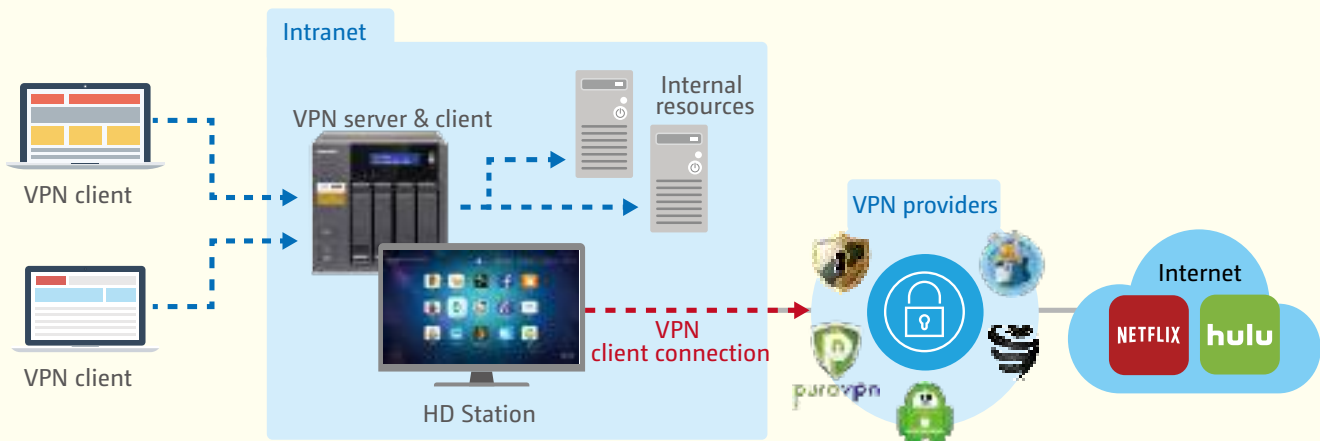 Intranet
VPN client
VPN client
VPN server & client
Internal
resources
HD Station
VPN
client connection
VPN providers
purevpn
Internet
NETFLIX
hulu